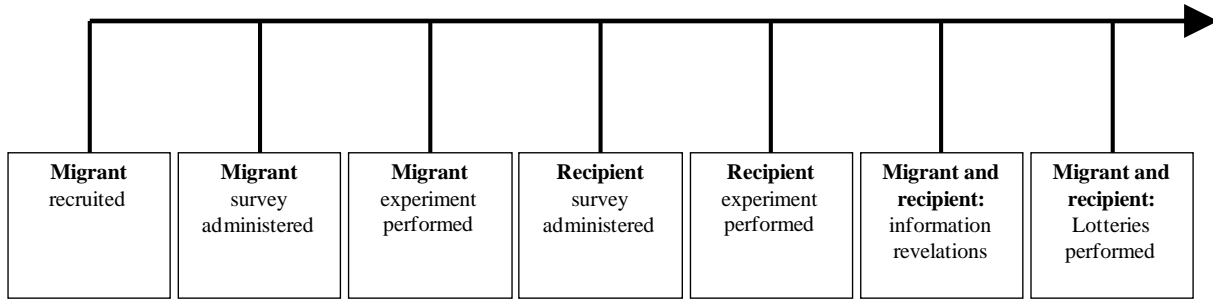 Migrant
recruited
Migrant
survey
administered
Migrant
experiment
performed
Recipient
survey
administered
Recipient
experiment
performed
Migrant and
recipient:
information
revelations
Migrant and
recipient:
Lotteries
performed